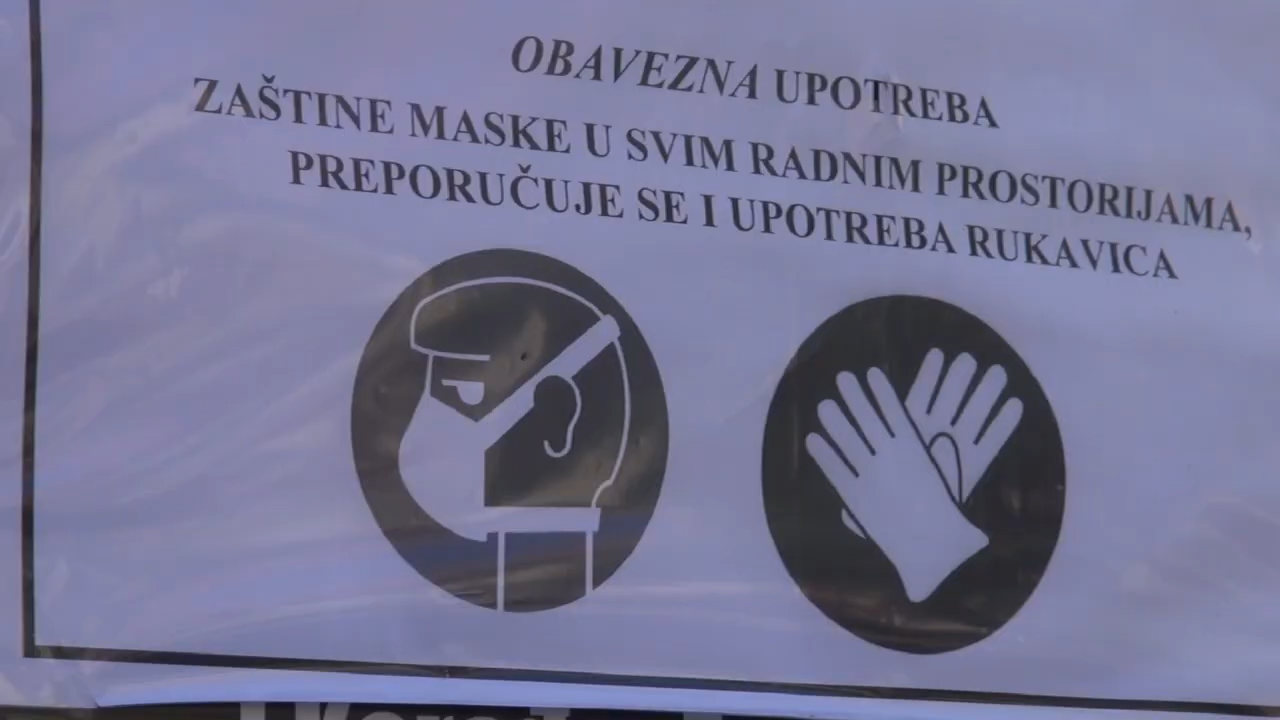 OBAVEZNA UPOTREBA
ZAŠTINE MASKE U SVIM RADNIM PROSTORIJAMA,
PREPORUČUJE SE I UPOTREBA RUKAVICA